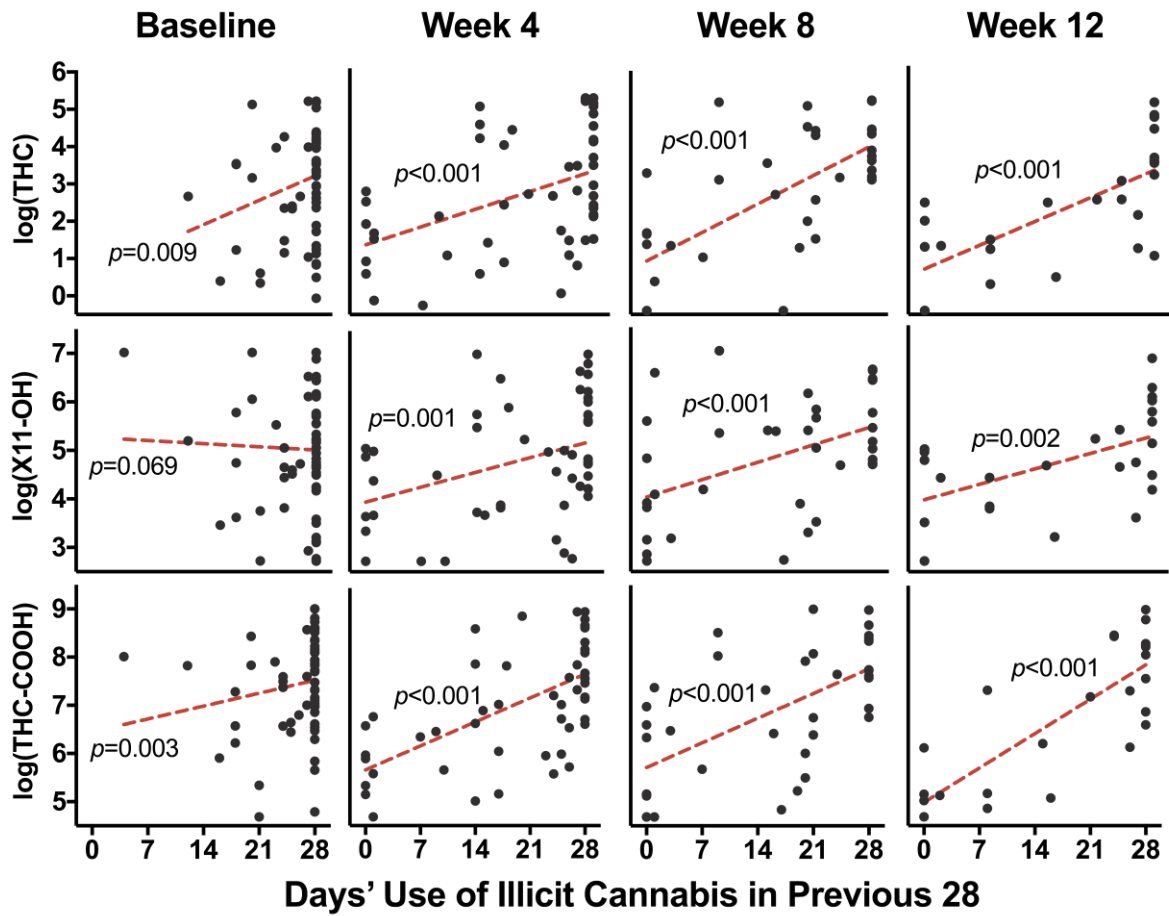 Baseline Week 4 Week 8 Week 12
log(THC)
6
5
4
3
2
1
0
p=0.009
p<0.001
p<0.001
p<0.001
log(X11-OH)
7
6
5
4
3
p=0.069
p=0.001
p<0.001
p=0.002
log(THC-COOH)
9
8
7
6
5
p=0.003
p<0.001
p<0.001
p<0.001
0 7 14 21 28 0 7 14 21 28 0 7 14 21 28 0 7 14 21 28
Days’ Use of Illicit Cannabis in Previous 28